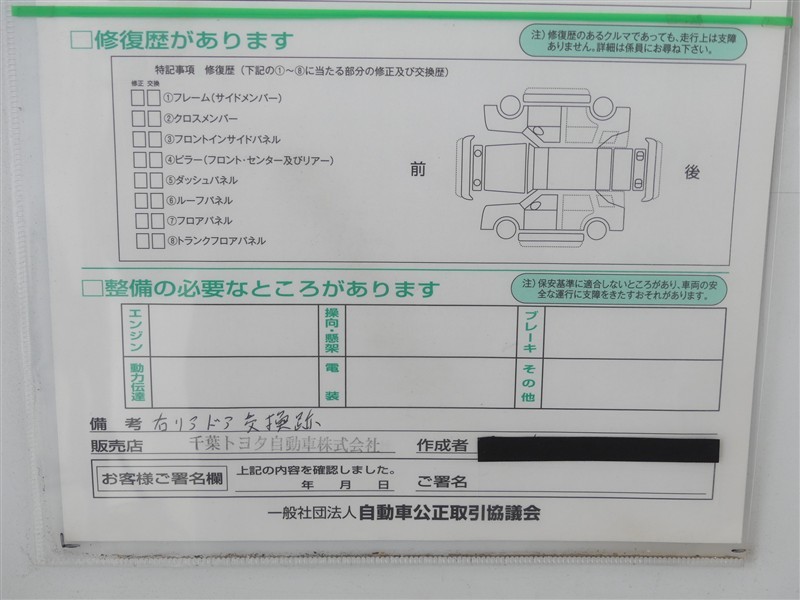 □修復歴があります
注）修復歴のあるクルマであっても、走行上は支障
ありません。詳細は係員にお尋ね下さい。
特記事項　修復歴（下記の①〜⑧に当たる部分の修正及び交換歴）
修正 交換
①フレーム（サイドメンバー）
②クロスメンバー
③フロントインサイドパネル
④ピラー（フロント・センター及びリアー）
⑤ダッシュパネル
⑥ルーフパネル
⑦フロアパネル
⑧トランクフロアパネル
前
後
□整備の必要なところがあります
注）保安基準に適合しないところがあり、車両の安
全な運行に支障をきたすおそれがあります。
エンジン
操向・懸架
ブレーキ
動力伝達
電装
その他
備考 右リアドア交換跡
販売店 千葉トヨタ自動車株式会社 作成者
お客様ご署名欄
上記の内容を確認しました。
年 月 日 ご署名
一般社団法人 自動車公正取引協議会